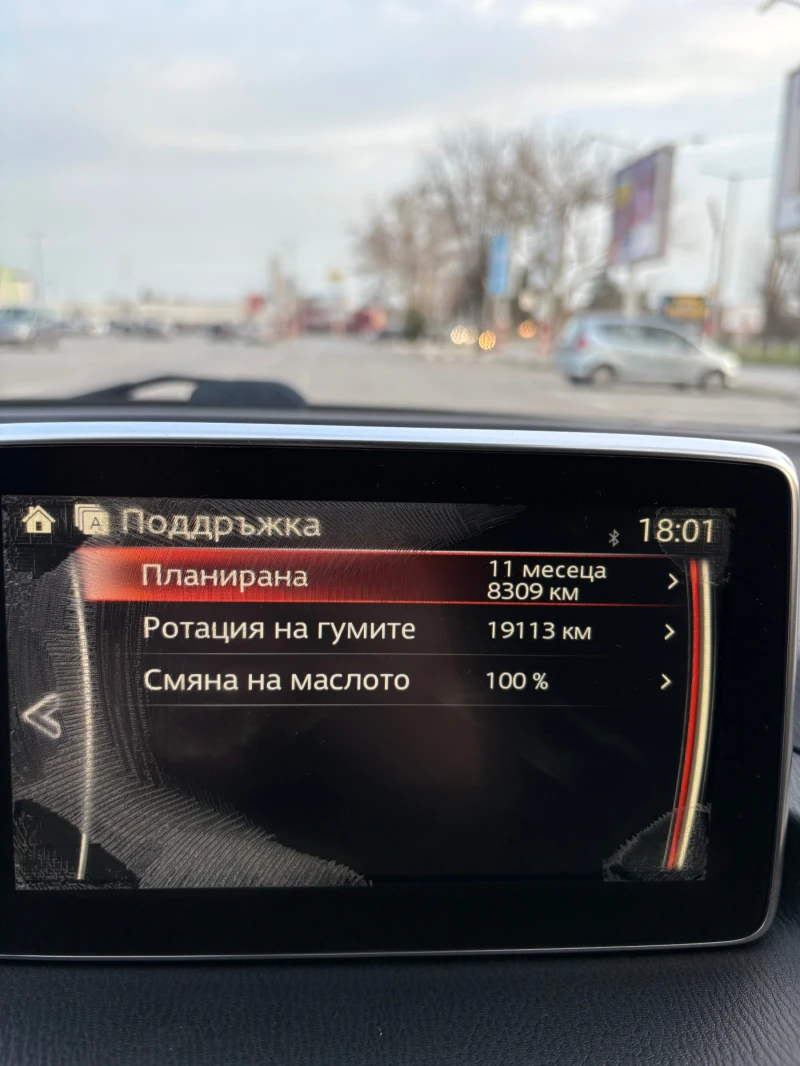 A Поддръжка 18:01
Планирана 11 месеца
8309 км
Ротация на гумите 19113 км
Смяна на маслото 100 %